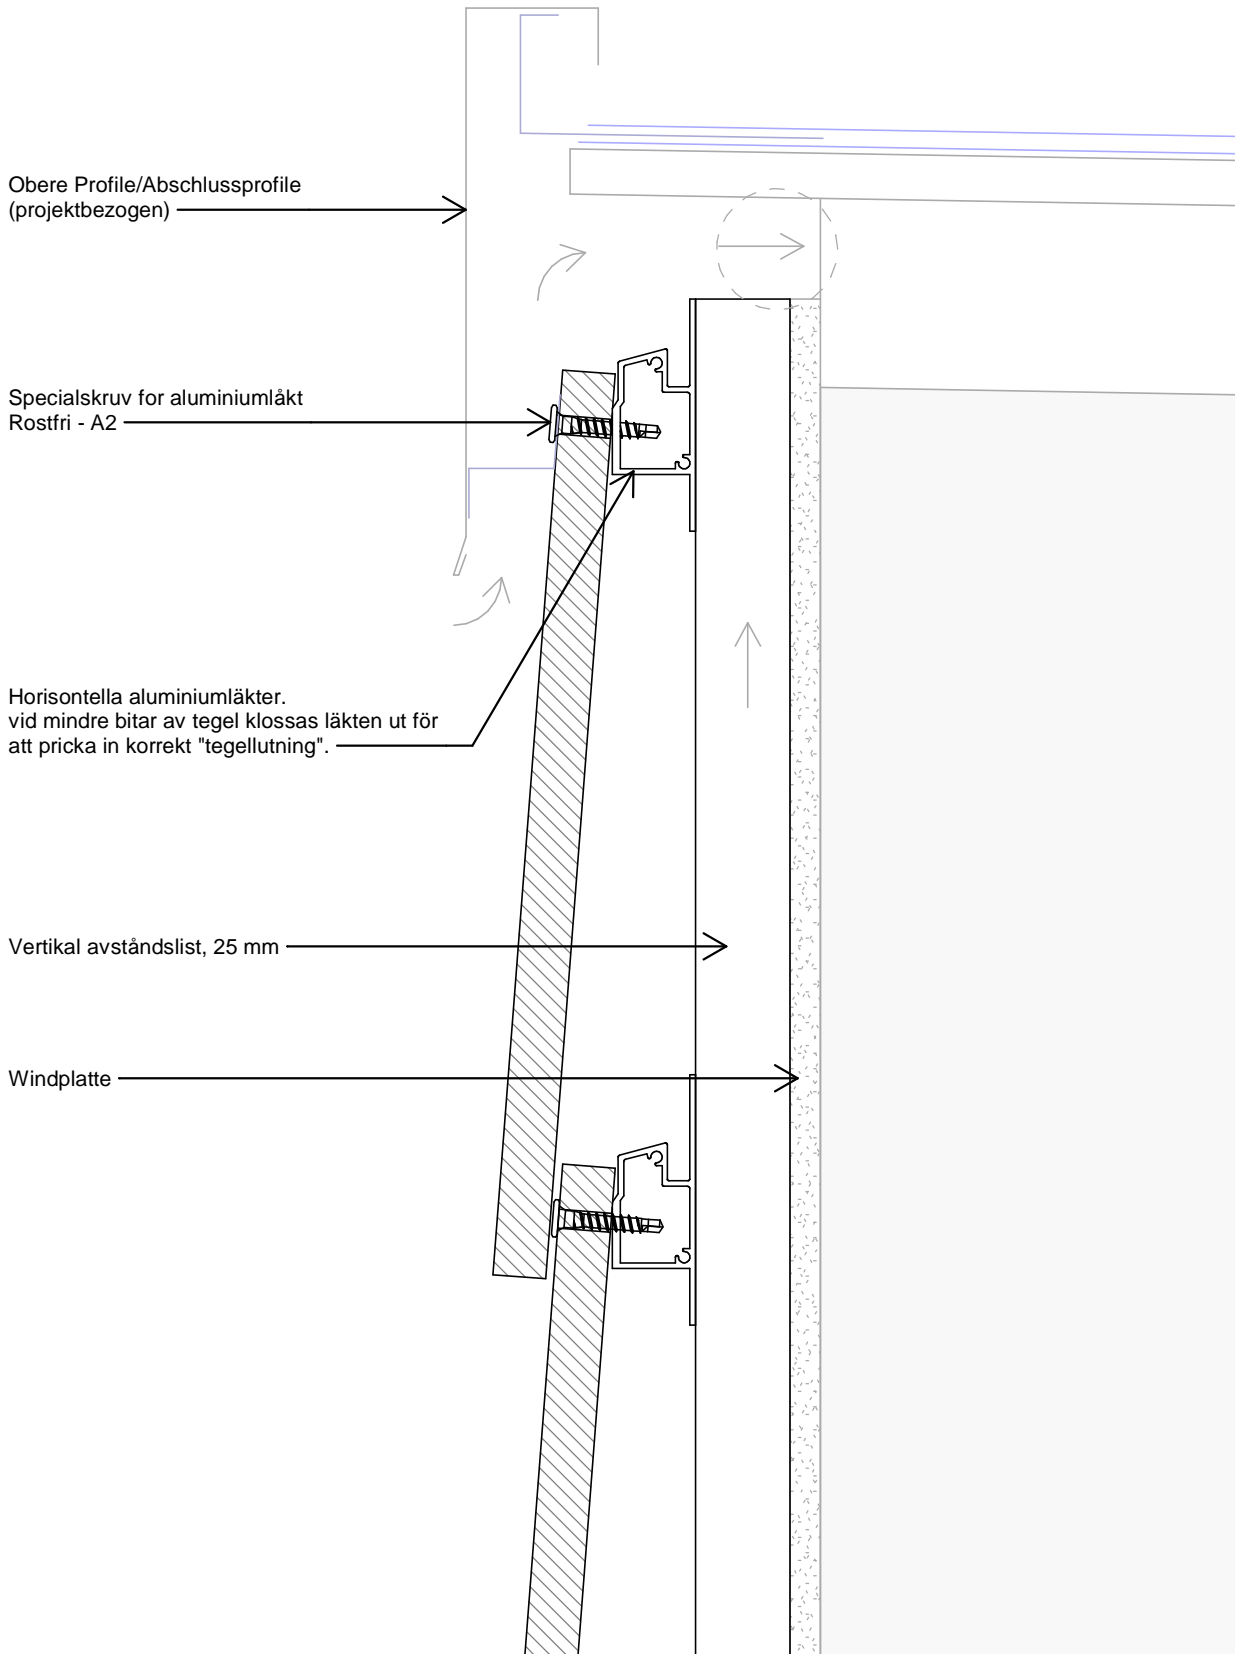 Obere Profile/Abschlussprofile
(projektbezogen)
Specialskruv for aluminiumlåkt
Rostfri - A2
Horisontella aluminiumläkter.
vid mindre bitar av tegel klossas läkten ut för
att pricka in korrekt "tegellutning".
Vertikal avståndslist, 25 mm
Windplatte